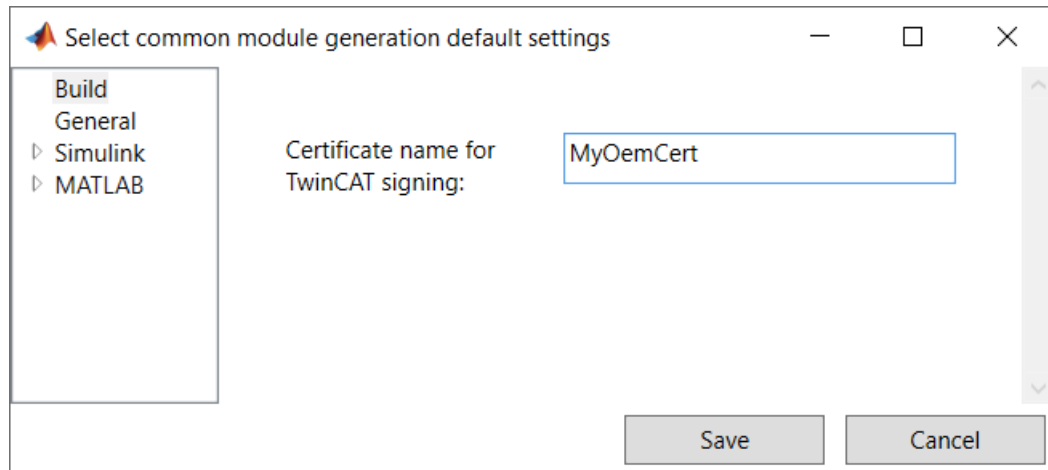 Select common module generation default settings
Build
General
Simulink
MATLAB
Certificate name for
TwinCAT signing:
MyOemCert
Save
Cancel